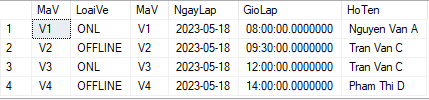 MaV LoaiVe MaV NgayLap GioLap HoTen
1 V1 ONL V1 2023-05-18 08:00:00.0000000 Nguyen Van A
2 V2 OFFLINE V2 2023-05-18 09:30:00.0000000 Tran Van C
3 V3 ONL V3 2023-05-18 12:00:00.0000000 Tran Van C
4 V4 OFFLINE V4 2023-05-18 14:00:00.0000000 Pham Thi D